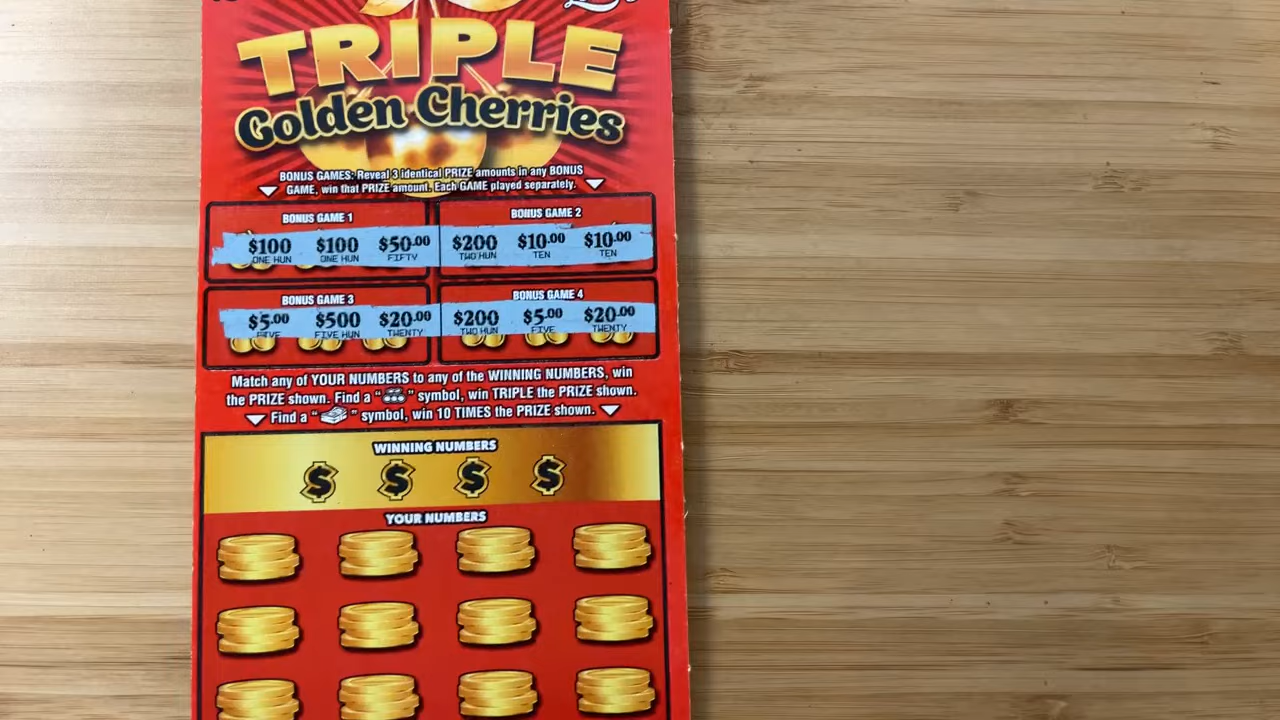 TRIPLE
Golden Cherries
BONUS GAMES: Reveal 3 identical PRIZE amounts in any BONUS
GAME, win that PRIZE amount. Each GAME played separately.
BONUS GAME 1
$100 $100 $50.00
ONE HUN ONE HUN FIFTY
BONUS GAME 2
$200 $10.00 $10.00
TWO HUN TEN TEN
BONUS GAME 3
$5.00 $500 $20.00
FIVE FIVE HUN TWENTY
BONUS GAME 4
$200 $5.00 $20.00
TWO HUN FIVE TWENTY
Match any of YOUR NUMBERS to any of the WINNING NUMBERS, win
the PRIZE shown. Find a " " symbol, win TRIPLE the PRIZE shown.
Find a " " symbol, win 10 TIMES the PRIZE shown.
WINNING NUMBERS
$ $ $ $
YOUR NUMBERS